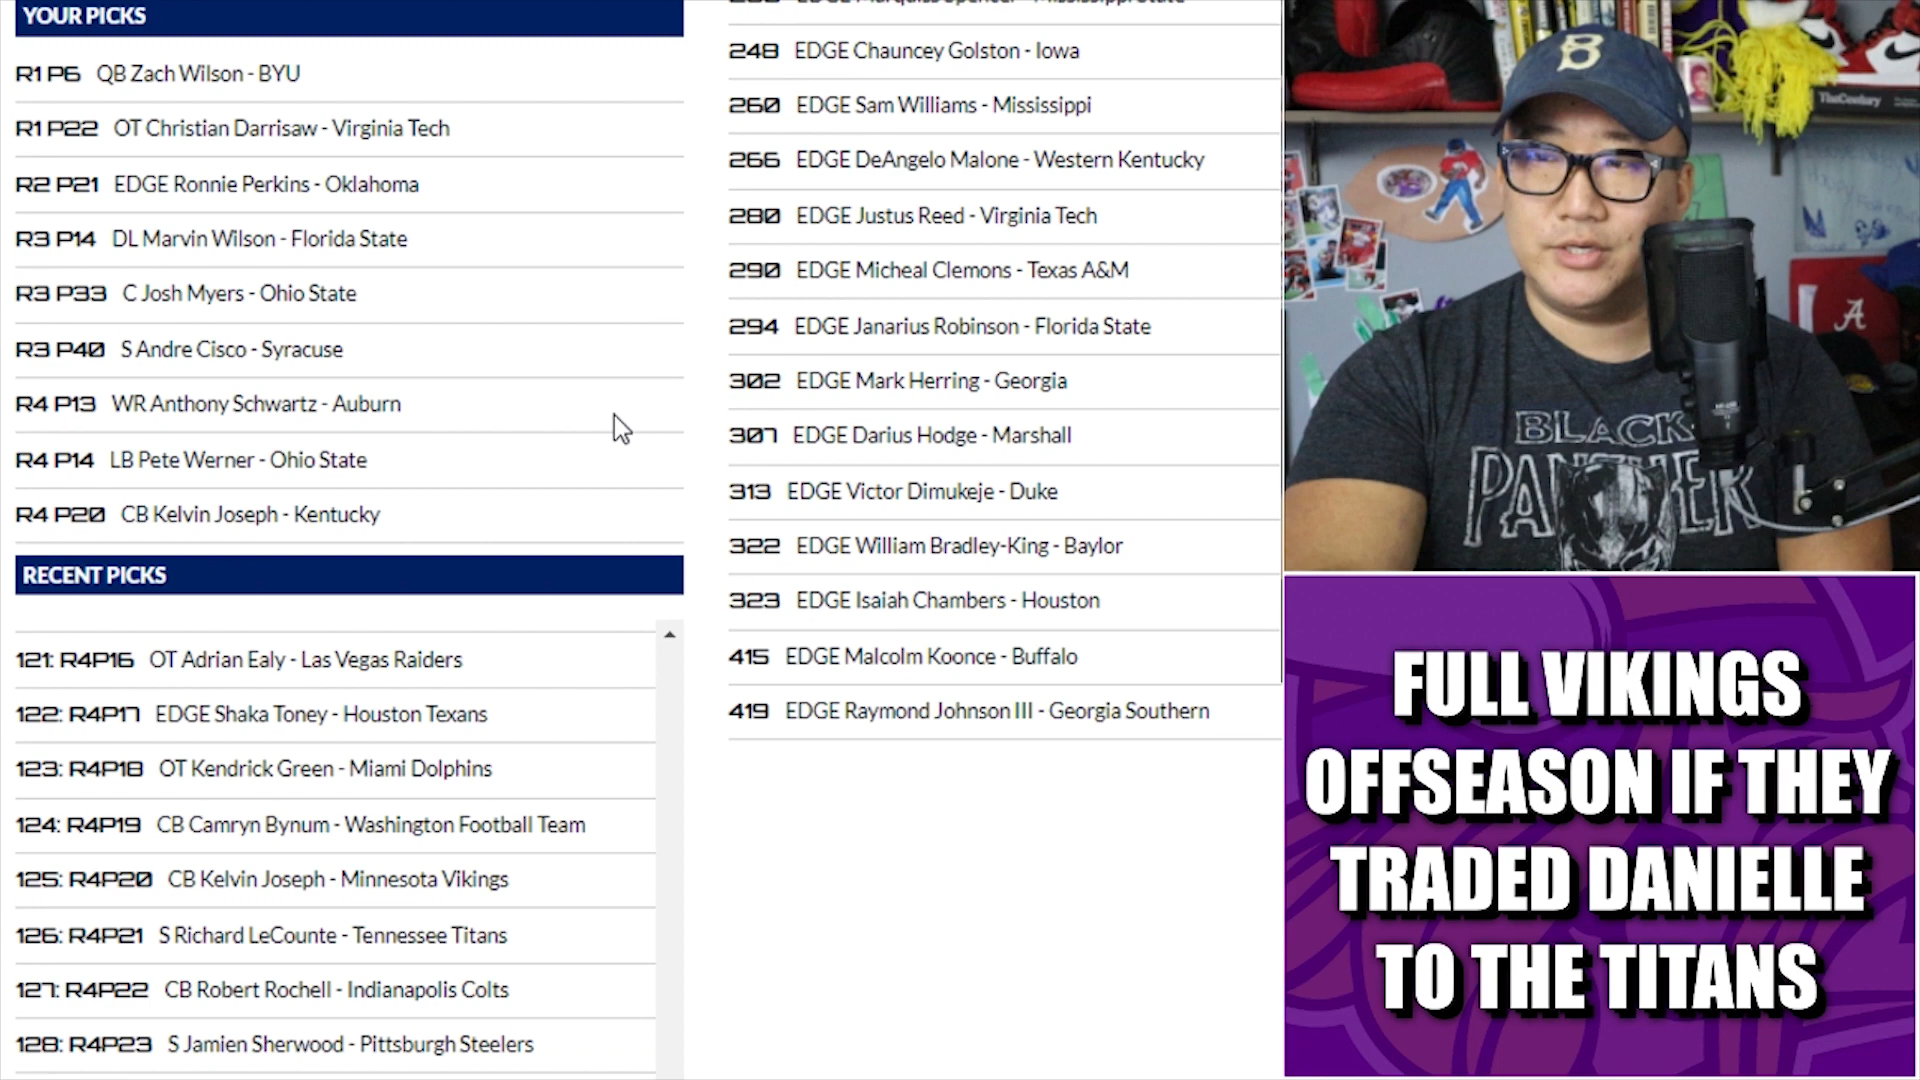 YOUR PICKS
R1 P6 QB Zach Wilson - BYU
R1 P22 OT Christian Darrisaw - Virginia Tech
R2 P21 EDGE Ronnie Perkins - Oklahoma
R3 P14 DL Marvin Wilson - Florida State
R3 P33 C Josh Myers - Ohio State
R3 P40 S Andre Cisco - Syracuse
R4 P13 WR Anthony Schwartz - Auburn
R4 P14 LB Pete Werner - Ohio State
R4 P20 CB Kelvin Joseph - Kentucky
RECENT PICKS
121: R4P16 OT Adrian Ealy - Las Vegas Raiders
122: R4P17 EDGE Shaka Toney - Houston Texans
123: R4P18 OT Kendrick Green - Miami Dolphins
124: R4P19 CB Camryn Bynum - Washington Football Team
125: R4P20 CB Kelvin Joseph - Minnesota Vikings
126: R4P21 S Richard LeCounte - Tennessee Titans
127: R4P22 CB Robert Rochell - Indianapolis Colts
128: R4P23 S Jamien Sherwood - Pittsburgh Steelers
EDGE Marquiss Spencer - Mississippi State
248 EDGE Chauncey Golston - Iowa
260 EDGE Sam Williams - Mississippi
266 EDGE DeAngelo Malone - Western Kentucky
280 EDGE Justus Reed - Virginia Tech
290 EDGE Micheal Clemons - Texas A&M
294 EDGE Janarius Robinson - Florida State
302 EDGE Mark Herring - Georgia
307 EDGE Darius Hodge - Marshall
313 EDGE Victor Dimukeje - Duke
322 EDGE William Bradley-King - Baylor
323 EDGE Isaiah Chambers - Houston
415 EDGE Malcolm Koonce - Buffalo
419 EDGE Raymond Johnson III - Georgia Southern
B
TheCentury
A
BLACK
PANTHER
FULL VIKINGS
OFFSEASON IF THEY
TRADED DANIELLE
TO THE TITANS